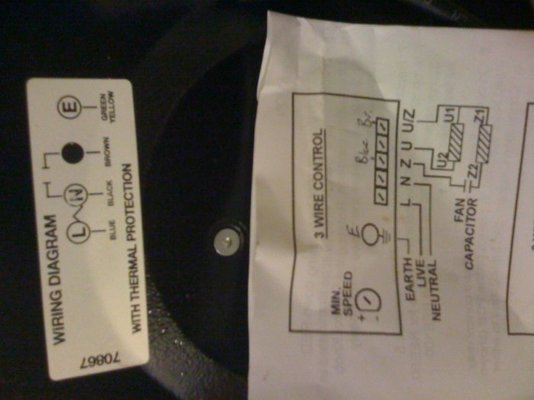 WIRING DIAGRAM
L N E
BLUE BLACK BROWN GREEN YELLOW
WITH THERMAL PROTECTION
70867
3 WIRE CONTROL
MIN.
SPEED
+
-
E
EARTH
LIVE
NEUTRAL
L N Z U U/Z
U2 U1
Z2 Z1
FAN
CAPACITOR